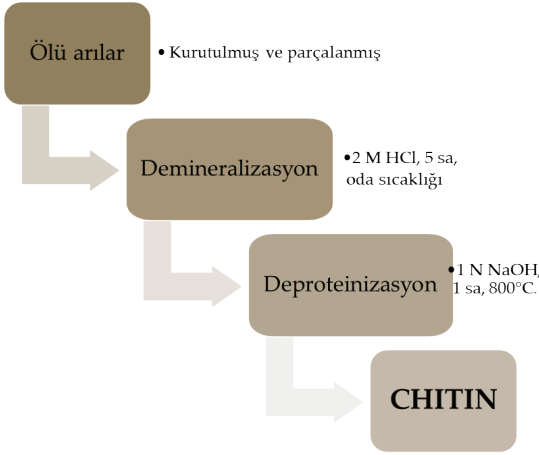 Ölü arılar
• Kurutulmuş ve parçalanmış
Demineralizasyon
•2 M HCl, 5 sa,
oda sıcaklığı
Deproteinizasyon
•1 N NaOH,
1 sa, 800°C.
CHITIN